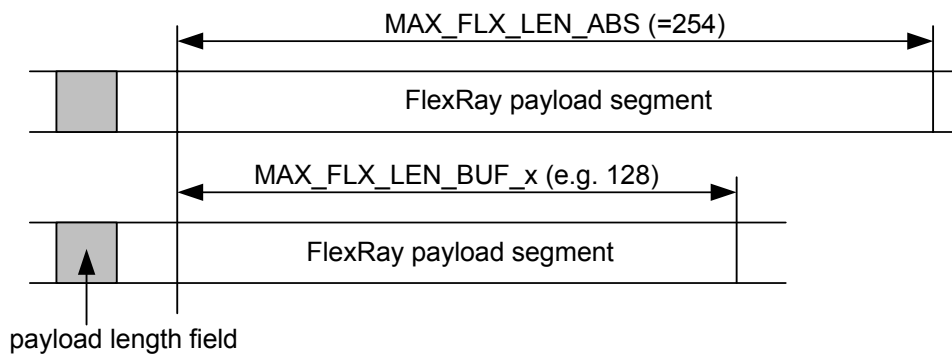 MAX_FLX_LEN_ABS (=254)
FlexRay payload segment
MAX_FLX_LEN_BUF_x (e.g. 128)
FlexRay payload segment
payload length field